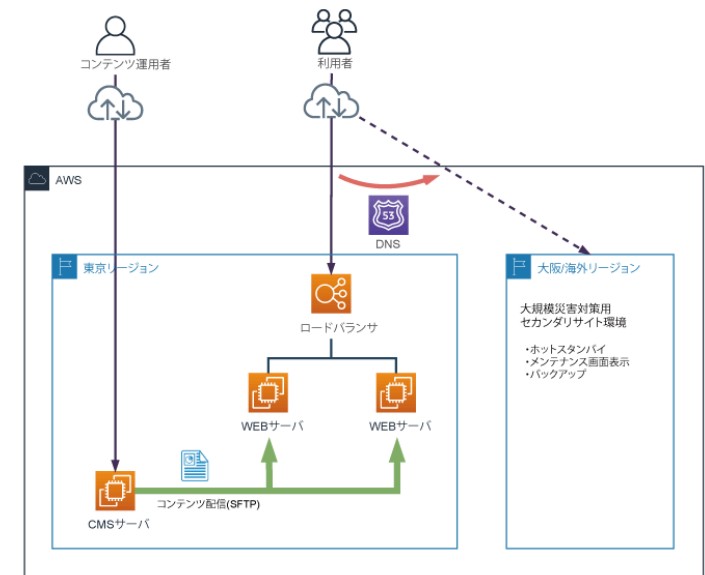 コンテンツ運用者
利用者
AWS
53
DNS
東京リージョン
大阪/海外リージョン
ロードバランサ
大規模災害対策用
セカンダリサイト環境
・ホットスタンバイ
・メンテナンス画面表示
・バックアップ
WEBサーバ
WEBサーバ
コンテンツ配信(SFTP)
CMSサーバ